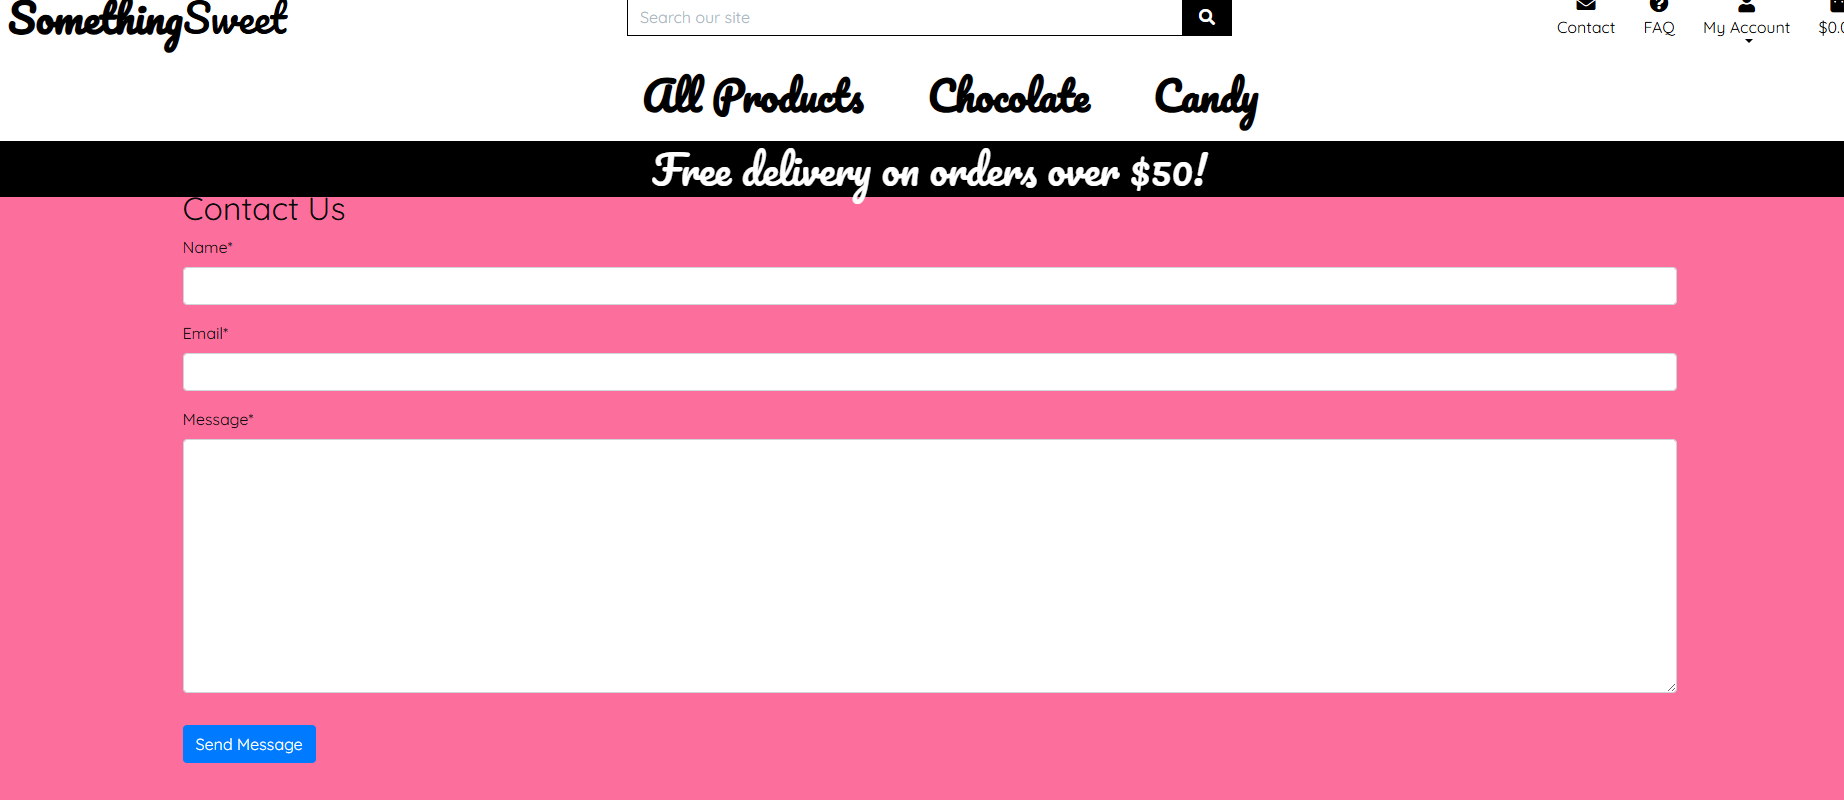 SomethingSweet
Search our site
Contact
FAQ
My Account
All Products
Chocolate
Candy
Free delivery on orders over $50!
Contact Us
Name*
Email*
Message*
Send Message